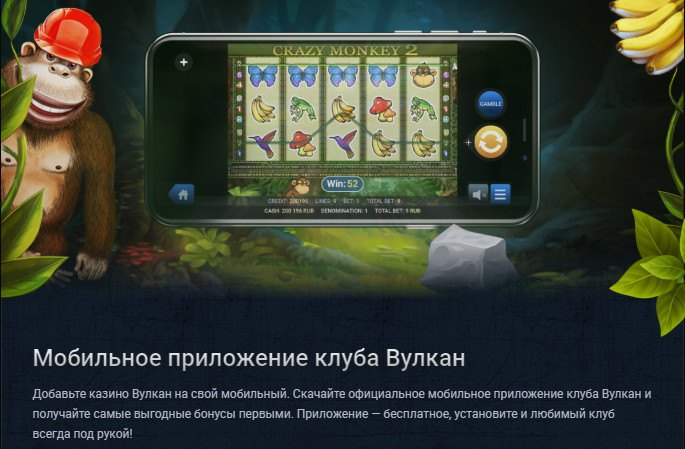 CRAZY MONKEY 2
GAMBLE
Win:52
CREDIT: 200196 LINES: 9 BET: 1 TOTAL BET: 9
CASH: 200 196 RUB DENOMINATION: 1 TOTAL BET: 9 RUB
Мобильное приложение клуба Вулкан
Добавьте казино Вулкан на свой мобильный. Скачайте официальное мобильное приложение клуба Вулкан и
получайте самые выгодные бонусы первыми. Приложение — бесплатное, установите и любимый клуб
всегда под рукой!